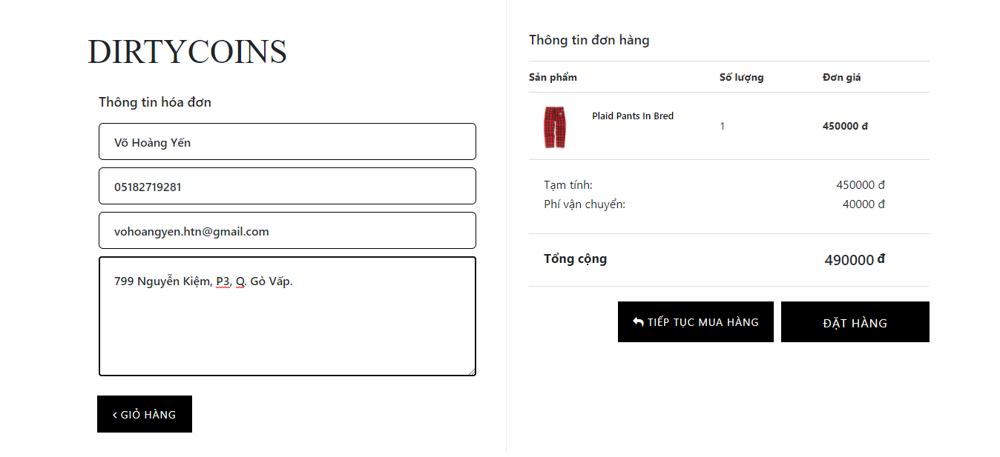 DIRTYCOINS
Thông tin hóa đơn
Võ Hoàng Yến
05182719281
vohoangyen.htn@gmail.com
799 Nguyễn Kiệm, P3, Q. Gò Vấp.
GIỎ HÀNG
Thông tin đơn hàng
Sản phẩm Số lượng Đơn giá
Plaid Pants In Bred 1 450000 đ
Tạm tính: 450000 đ
Phí vận chuyển: 40000 đ
Tổng cộng 490000 đ
TIẾP TỤC MUA HÀNG ĐẶT HÀNG